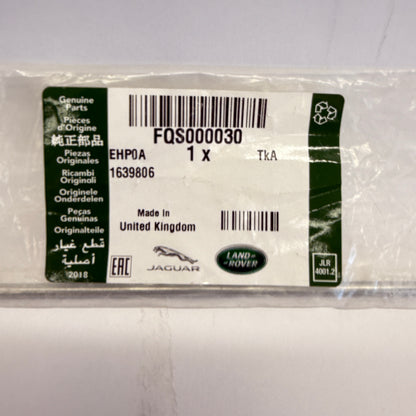 Genuine
Parts
Pièces
d'Origine
純正部品
Piezas
Originales
Ricambi
Originali
Originele
Onderdelen
Peças
Genuinas
Originalteile
قطع غيار
أصلية
2018
FQS000030
EHP0A 1 x TkA
1639806
Made In
United Kingdom
EAC
JAGUAR
LAND
ROVER
JLR
4001.2